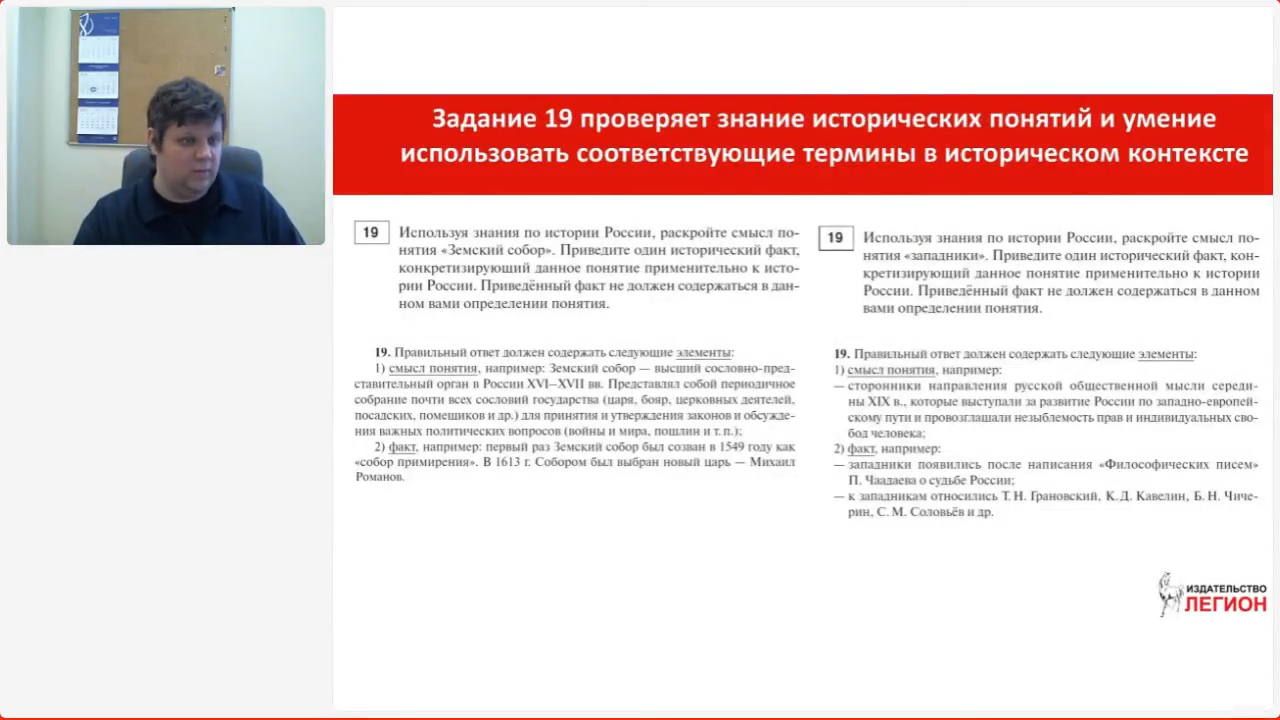 Задание 19 проверяет знание исторических понятий и умение
использовать соответствующие термины в историческом контексте
19
Используя знания по истории России, раскройте смысл по-
нятия «Земский собор». Приведите один исторический факт,
конкретизирующий данное понятие применительно к исто-
рии России. Приведённый факт не должен содержаться в дан-
ном вами определении понятия.
19. Правильный ответ должен содержать следующие элементы:
1) смысл понятия, например: Земский собор — высший сословно-пред-
ставительный орган в России XVI–XVII вв. Представлял собой периодичное
собрание почти всех сословий государства (царя, бояр, церковных деятелей,
посадских, помещиков и др.) для принятия и утверждения законов и обсужде-
ния важных политических вопросов (войны и мира, пошлин и т. п.);
2) факт, например: первый раз Земский собор был созван в 1549 году как
«собор примирения». В 1613 г. Собором был выбран новый царь — Михаил
Романов.
19
Используя знания по истории России, раскройте смысл по-
нятия «западники». Приведите один исторический факт, кон-
кретизирующий данное понятие применительно к истории
России. Приведённый факт не должен содержаться в данном
вами определении понятия.
19. Правильный ответ должен содержать следующие элементы:
1) смысл понятия, например:
— сторонники направления русской общественной мысли середи-
ны XIX в., которые выступали за развитие России по западно-европей-
скому пути и провозглашали незыблемость прав и индивидуальных сво-
бод человека;
2) факт, например:
— западники появились после написания «Философических писем»
П. Чаадаева о судьбе России;
— к западникам относились Т. Н. Грановский, К. Д. Кавелин, Б. Н. Чиче-
рин, С. М. Соловьёв и др.
ИЗДАТЕЛЬСТВО
ЛЕГИОН